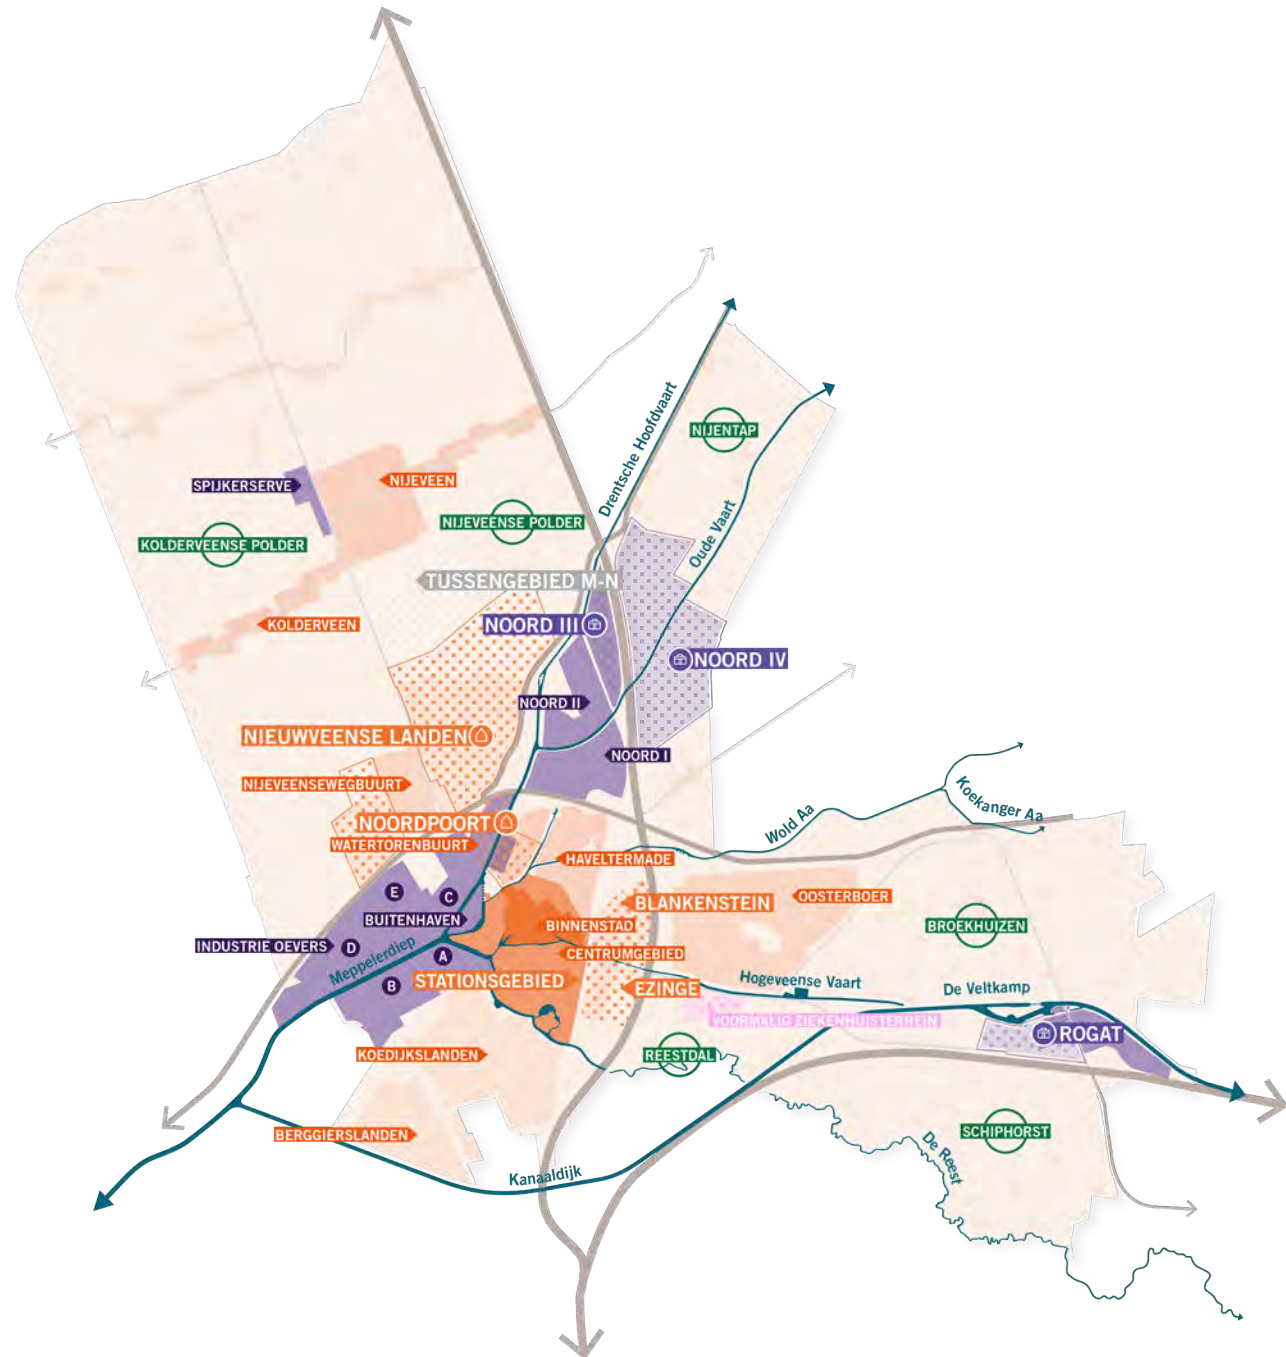 Drentsche Hoofdvaart
NIJENTAP
SPIJKERSERVE
NIJEVEEN
NIJEVEENSE POLDER
Oude Vaart
KOLDERVEENSE POLDER
TUSSENGEBIED M-N
KOLDERVEEN
NOORD III
NOORD IV
NOORD II
NIEUWVEENSE LANDEN
NOORD I
NIJEVEENSEWEGBUURT
Koekanger Aa
NOORDPOORT
Wold Aa
WATERTORENBUURT
HAVELTERMADE
E
C
BLANKENSTEIN
OOSTERBOER
BUITENHAVEN
BINNENSTAD
BROEKHUIZEN
INDUSTRIE OEVERS
D
Meppelerdiep
A
CENTRUMGEBIED
STATIONSGEBIED
B
EZINGE
Hogeveense Vaart
De Veltkamp
VOORMALIG ZIEKENHUISTERREIN
ROGAT
KOEDIJKSLANDEN
REESTDAL
BERGGIERSLANDEN
SCHIPHORST
De Reest
Kanaaldijk